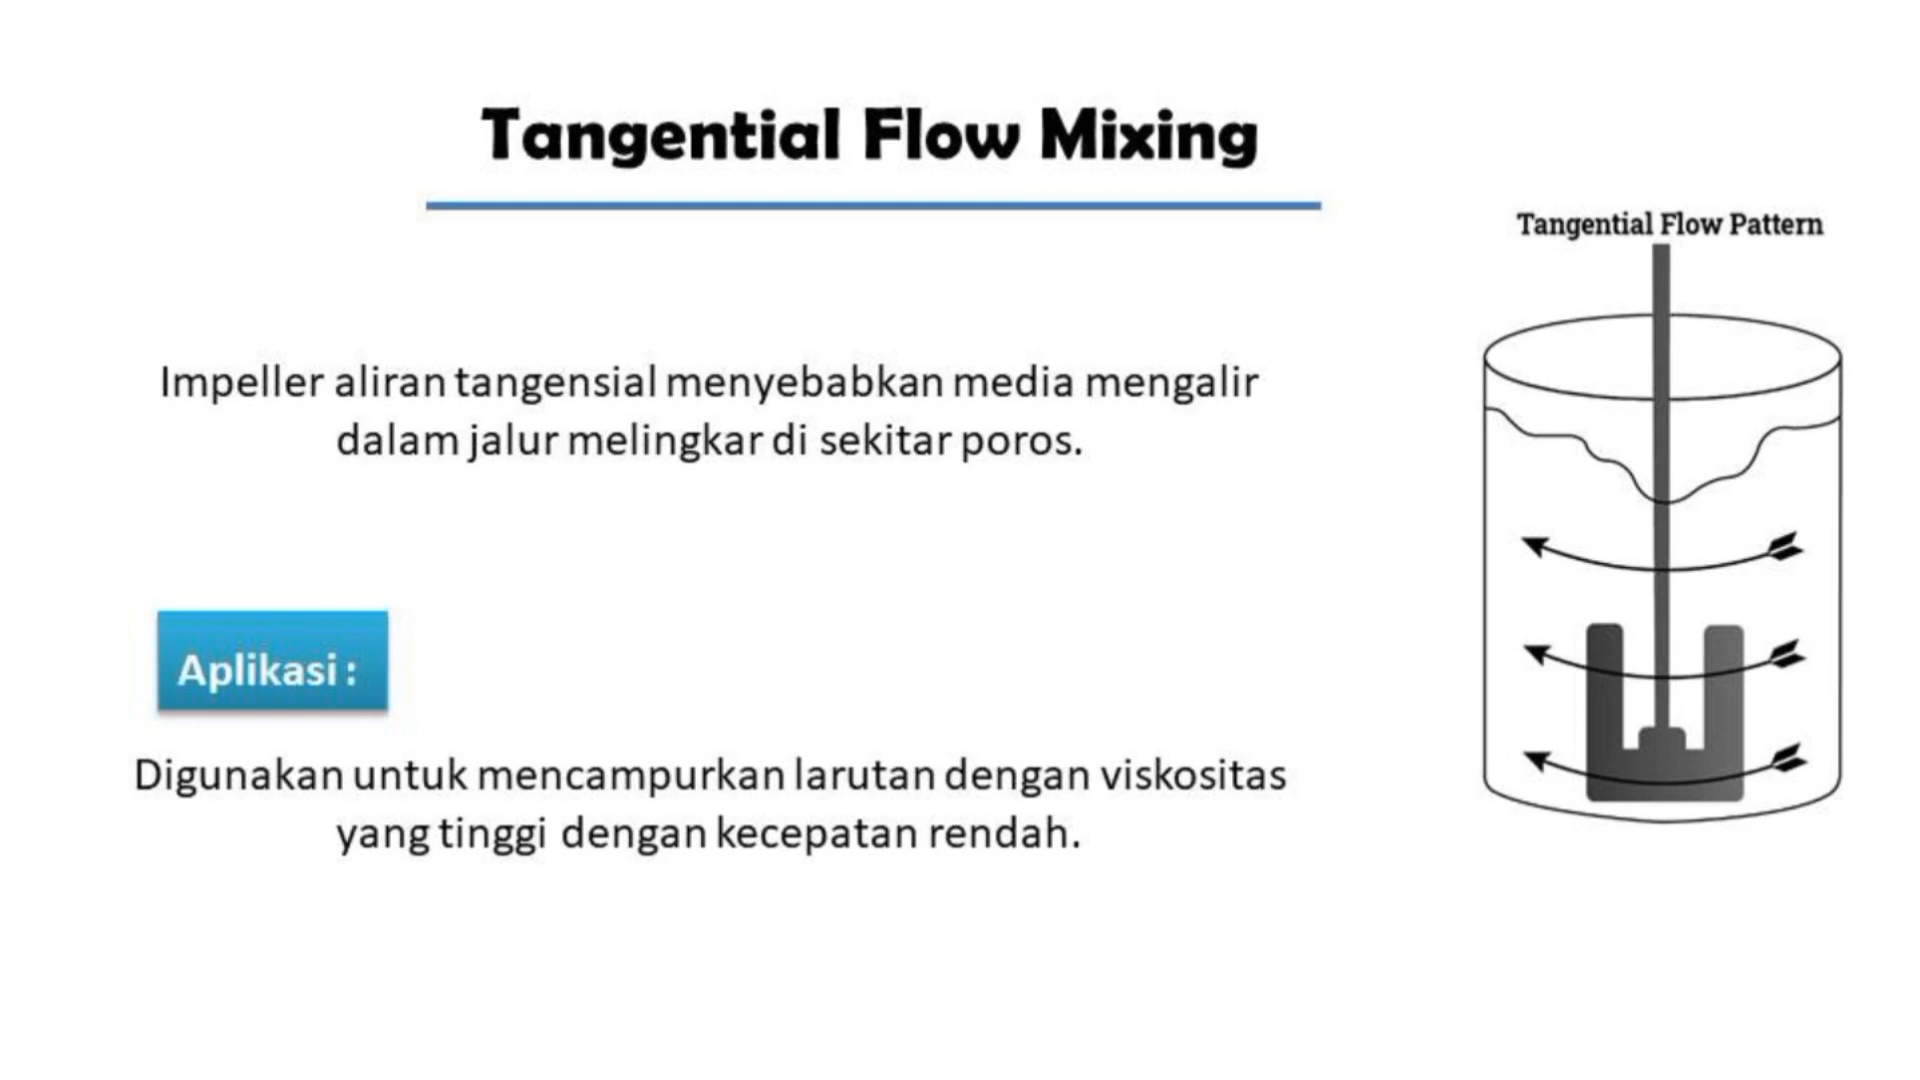 Tangential Flow Mixing
Tangential Flow Pattern
Impeller aliran tangensial menyebabkan media mengalir
dalam jalur melingkar di sekitar poros.
Aplikasi :
Digunakan untuk mencampurkan larutan dengan viskositas
yang tinggi dengan kecepatan rendah.